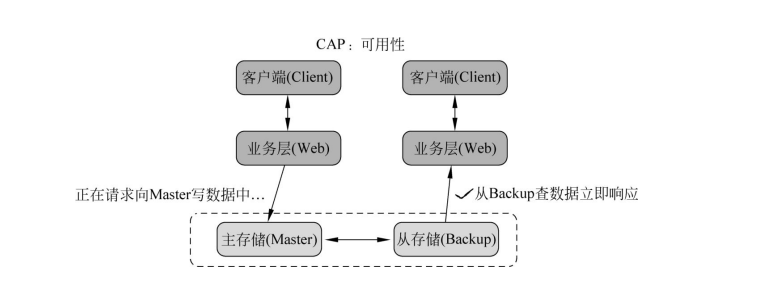 CAP：可用性
客户端(Client)
客户端(Client)
业务层(Web)
业务层(Web)
正在请求向Master写数据中...
从Backup查数据立即响应
主存储(Master)
从存储(Backup)